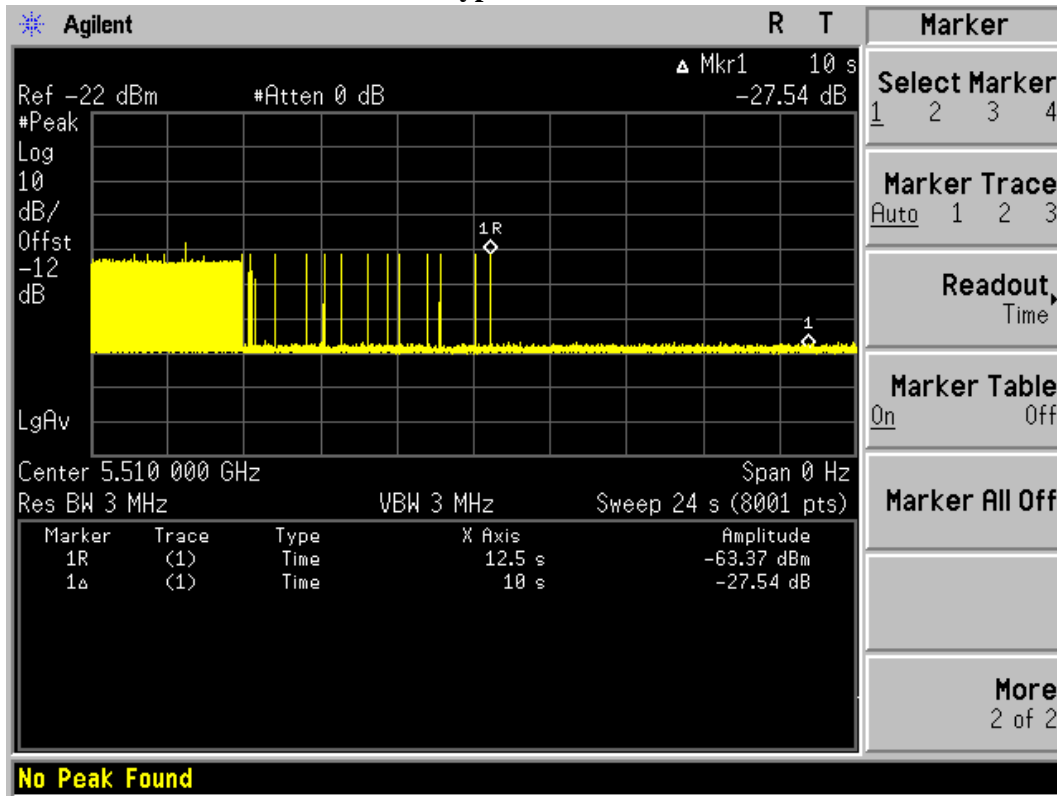 Agilent R T Marker
Δ Mkr1 10 s
Ref -22 dBm #Atten 0 dB -27.54 dB
#Peak
Log
10
dB/
Offst
-12
dB
1R
1
LgAv
Center 5.510 000 GHz Span 0 Hz
Res BW 3 MHz VBW 3 MHz Sweep 24 s (8001 pts)
Marker Trace Type X Axis Amplitude
1R (1) Time 12.5 s -63.37 dBm
1Δ (1) Time 10 s -27.54 dB
Select Marker
1 2 3 4
Marker Trace
Auto 1 2 3
Readout
Time
Marker Table
On Off
Marker All Off
More
2 of 2
No Peak Found